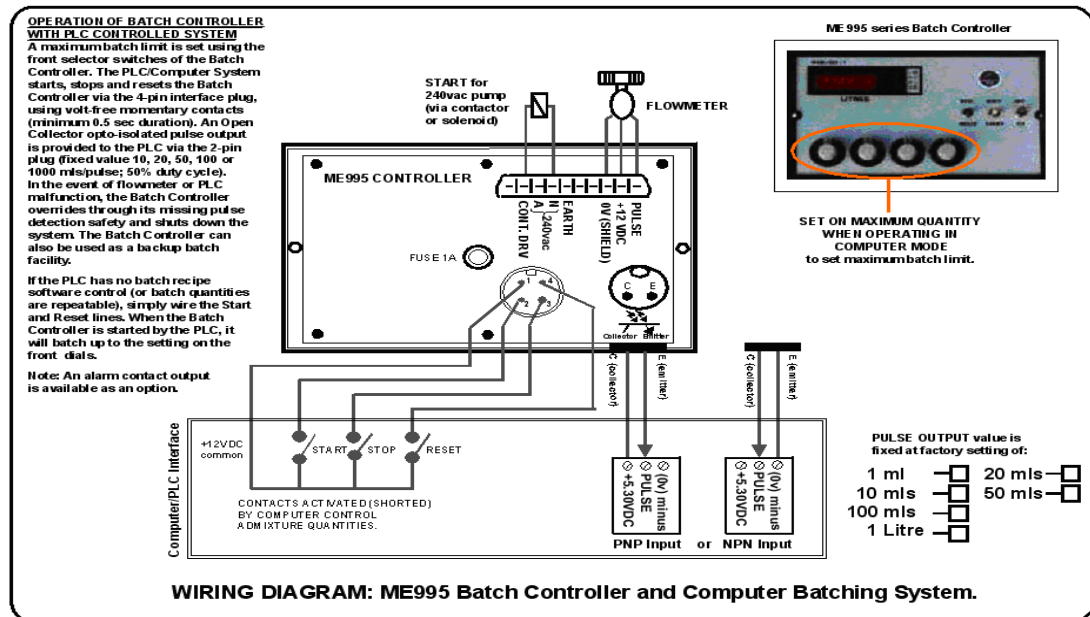 OPERATION OF BATCH CONTROLLER
WITH PLC CONTROLLED SYSTEM
A maximum batch limit is set using the
front selector switches of the Batch
Controller. The PLC/Computer System
starts, stops and resets the Batch
Controller via the 4-pin interface plug,
using volt-free momentary contacts
(minimum 0.5 sec duration). An Open
Collector opto-isolated pulse output
is provided to the PLC via the 2-pin
plug (fixed value 10, 20, 50, 100 or
1000 mls/pulse; 50% duty cycle).
In the event of flowmeter or PLC
malfunction, the Batch Controller
overrides through its missing pulse
detection safety and shuts down the
system. The Batch Controller can
also be used as a backup batch
facility.
If the PLC has no batch recipe
software control (or batch quantities
are repeatable), simply wire the Start
and Reset lines. When the Batch
Controller is started by the PLC, it
will batch up to the setting on the
front dials.
Note: An alarm contact output
is available as an option.
START for
240vac pump
(via contactor
or solenoid)
FLOWMETER
ME995 CONTROLLER
CONT. DRV
A
N
240vac
EARTH
0V (SHIELD)
+12 VDC
PULSE
FUSE 1A
1
4
2
3
C
E
Collector
Emitter
C (collector)
E (emitter)
C (collector)
E (emitter)
ME 995 series Batch Controller
LITRES
SET ON MAXIMUM QUANTITY
WHEN OPERATING IN
COMPUTER MODE
to set maximum batch limit.
Computer/PLC Interface
+12VDC
common
START
STOP
RESET
CONTACTS ACTIVATED (SHORTED)
BY COMPUTER CONTROL
ADMIXTURE QUANTITIES.
+5.30VDC
PULSE
(0v) minus
+5.30VDC
PULSE
(0v) minus
PNP Input or NPN Input
PULSE OUTPUT value is
fixed at factory setting of:
1 ml
20 mls
10 mls
50 mls
100 mls
1 Litre
WIRING DIAGRAM: ME995 Batch Controller and Computer Batching System.